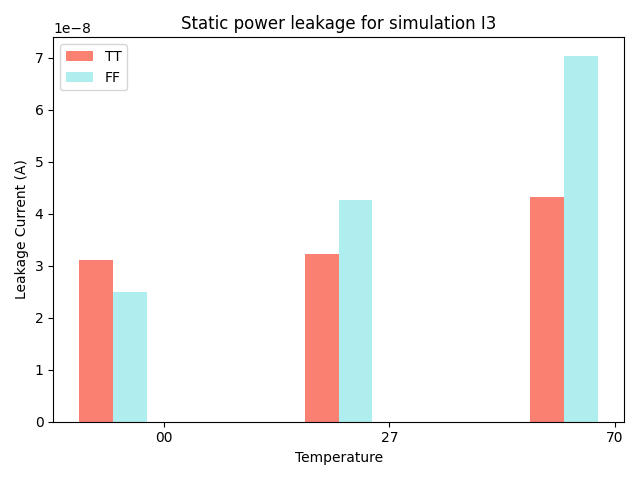 Static power leakage for simulation I3
1e−8
TT
FF
7
6
5
4
3
2
1
0
Leakage Current (A)
00
27
70
Temperature